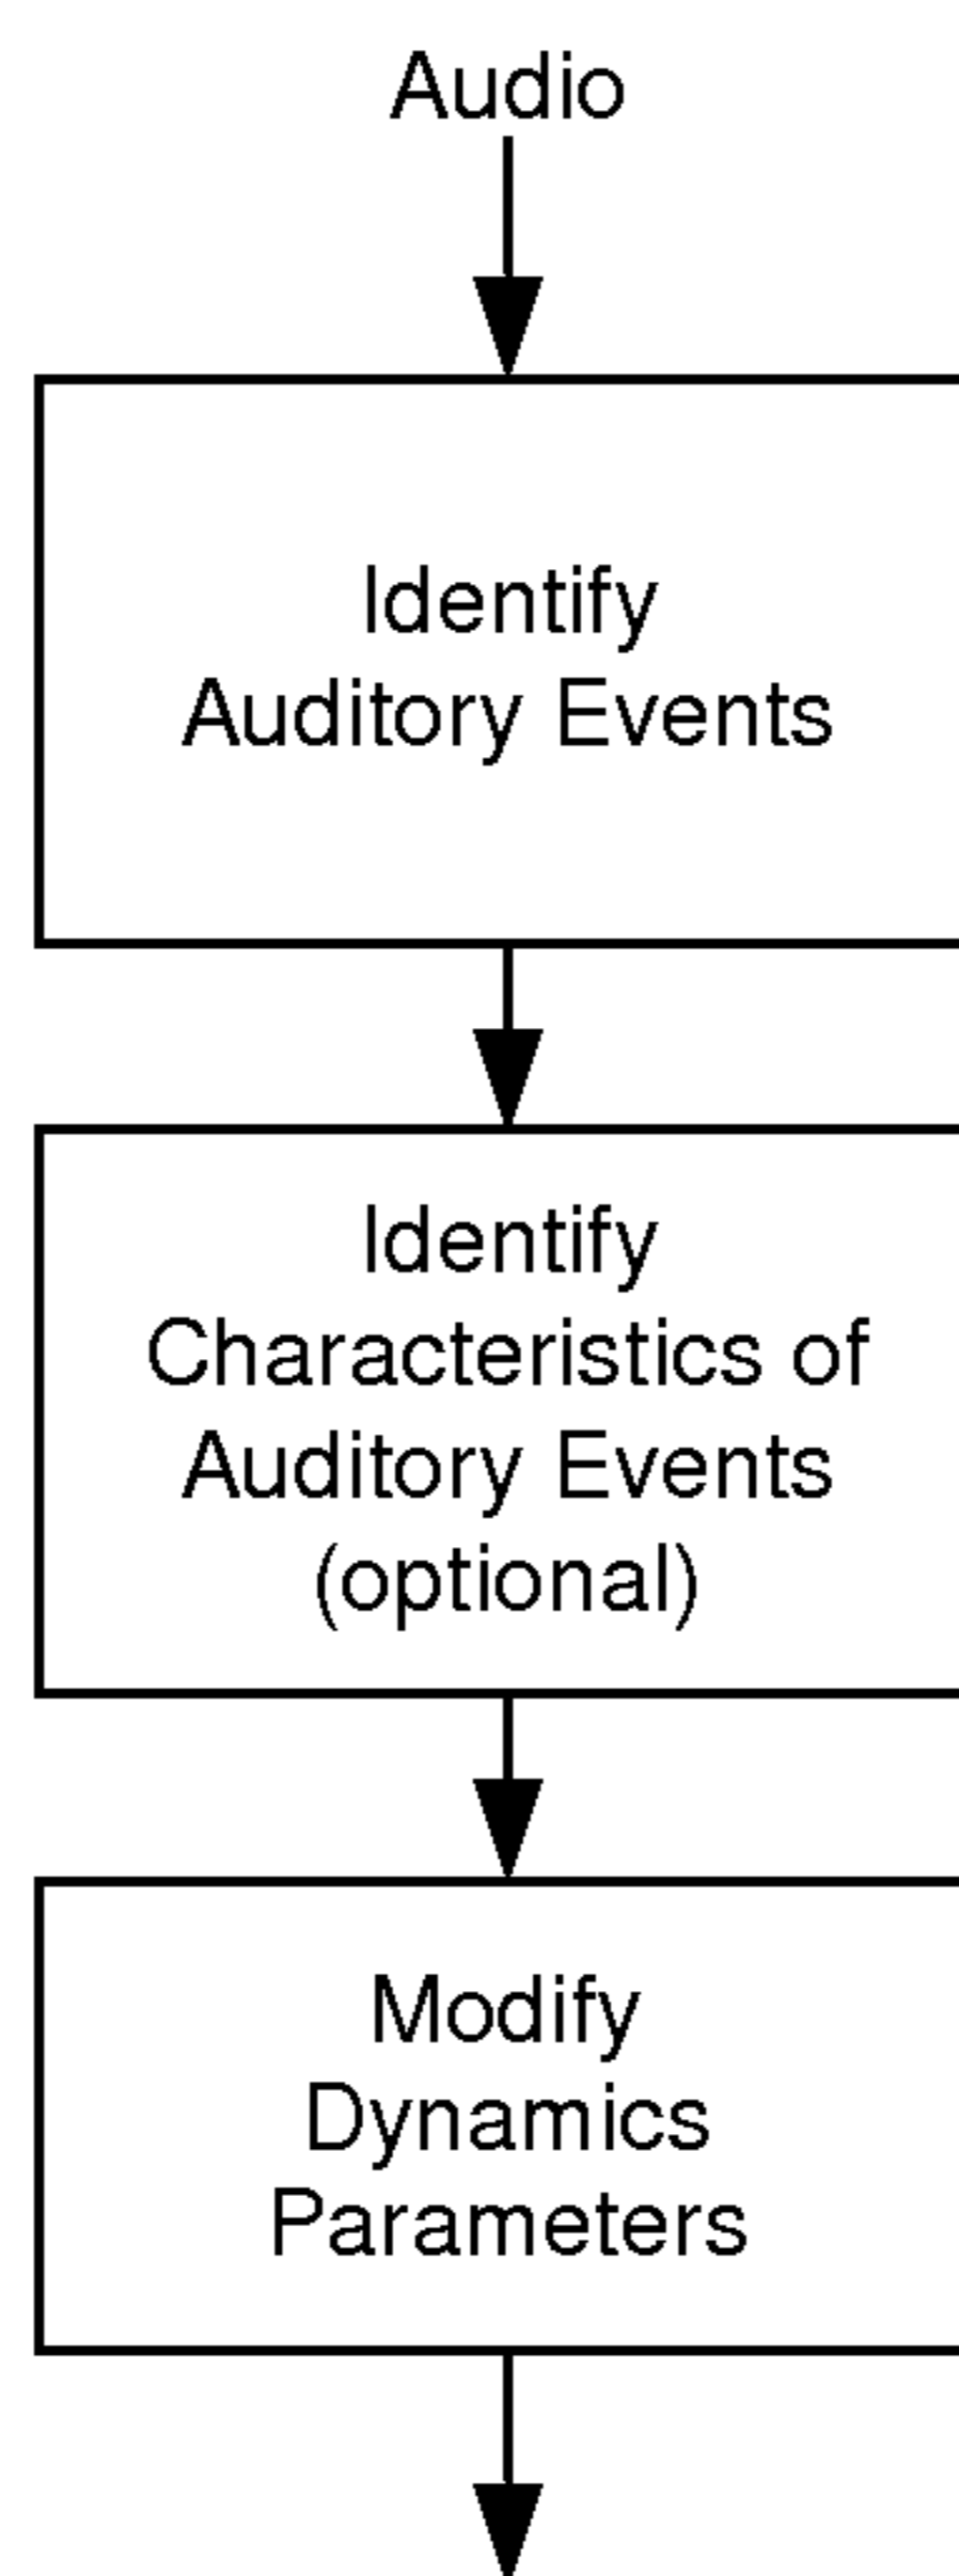 Audio
Identify
Auditory Events
Identify
Characteristics of
Auditory Events
(optional)
Modify
Dynamics
Parameters